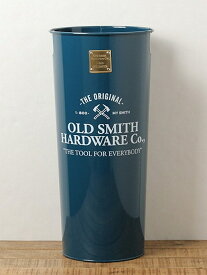 -THE ORIGINAL-
OLD SMITH
HARDWARE Co.,
"THE TOOL FOR EVERYBODY"